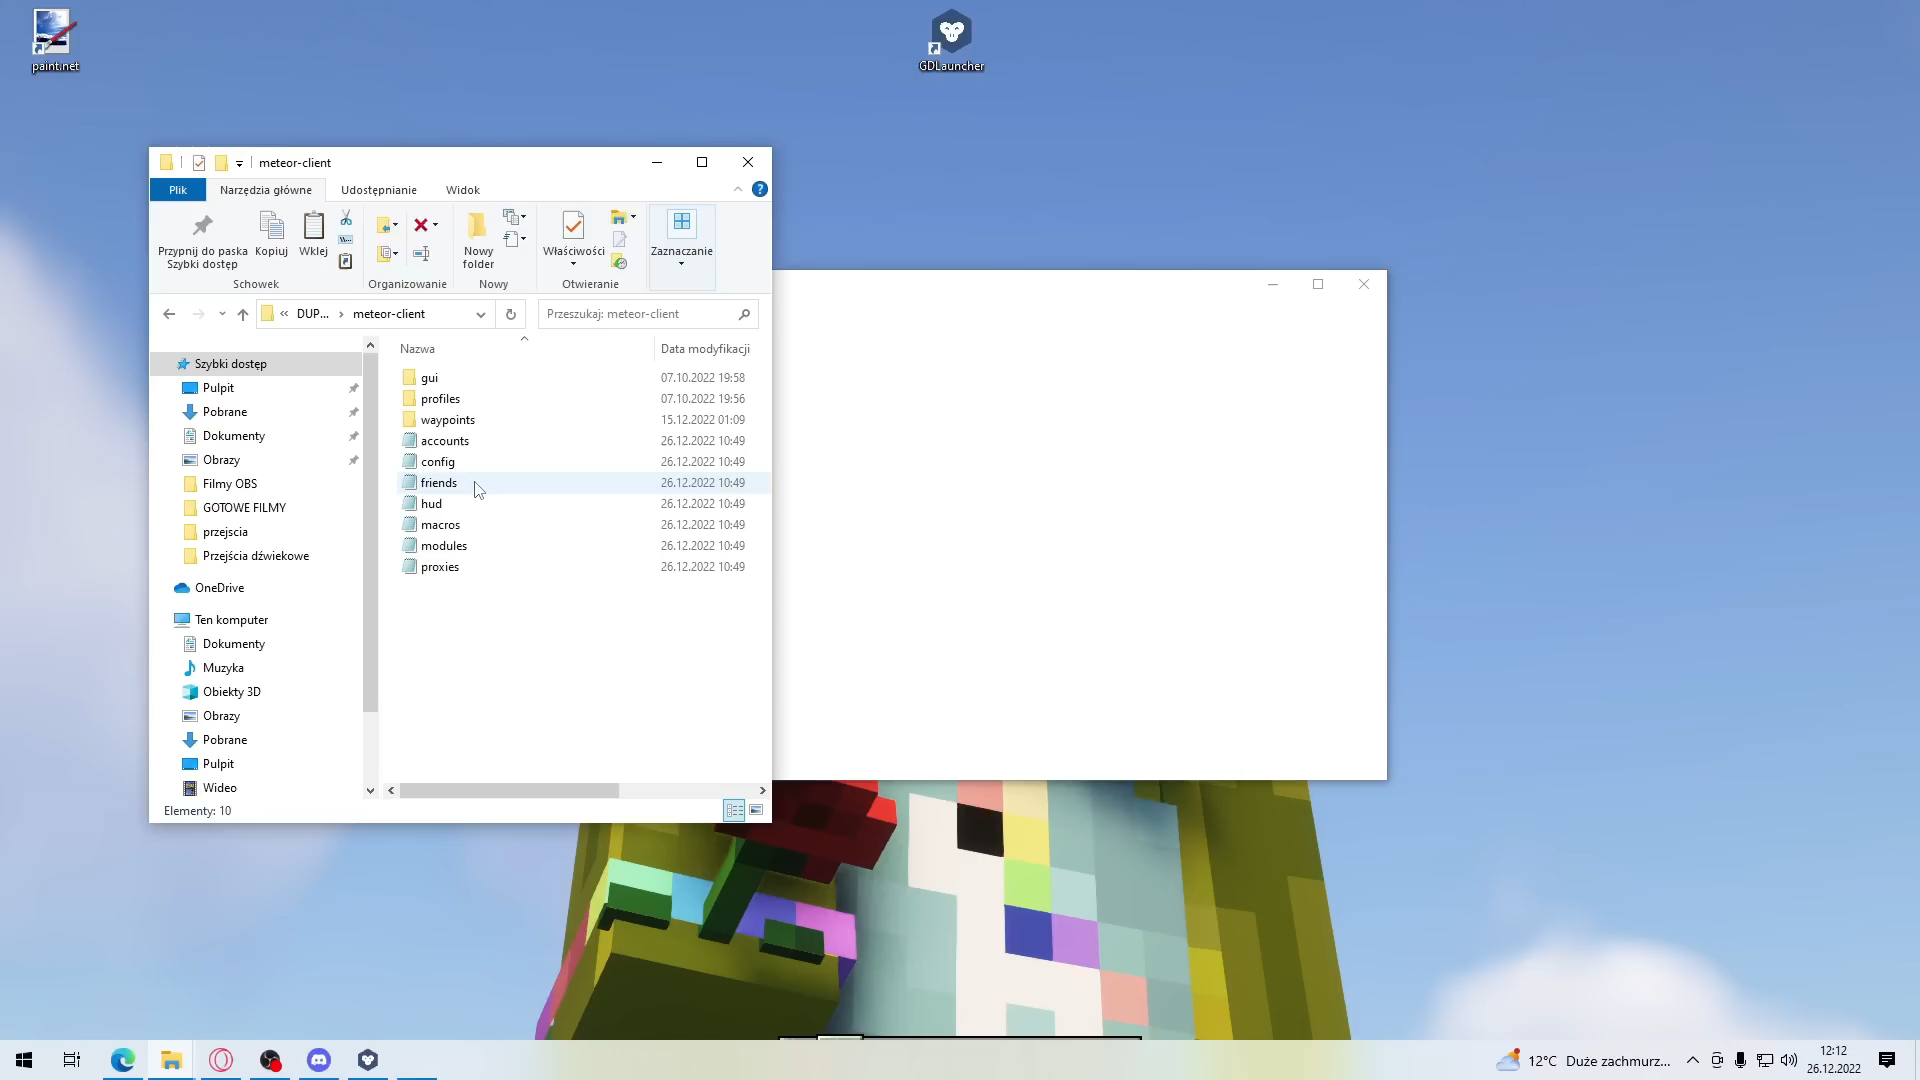 paint.net
GDLauncher
meteor-client
Plik
Narzędzia główne
Udostępnianie
Widok
Przypnij do paska
Szybki dostęp
Kopiuj
Wklej
Schowek
Organizowanie
Nowy
folder
Nowy
Właściwości
Otwieranie
Zaznaczanie
« DUP... › meteor-client
Przeszukaj: meteor-client
Szybki dostęp
Pulpit
Pobrane
Dokumenty
Obrazy
Filmy OBS
GOTOWE FILMY
przejscia
Przejścia dźwiekowe
OneDrive
Ten komputer
Dokumenty
Muzyka
Obiekty 3D
Obrazy
Pobrane
Pulpit
Wideo
Nazwa Data modyfikacji
gui 07.10.2022 19:58
profiles 07.10.2022 19:56
waypoints 15.12.2022 01:09
accounts 26.12.2022 10:49
config 26.12.2022 10:49
friends 26.12.2022 10:49
hud 26.12.2022 10:49
macros 26.12.2022 10:49
modules 26.12.2022 10:49
proxies 26.12.2022 10:49
Elementy: 10
12°C Duże zachmurz...
12:12
26.12.2022